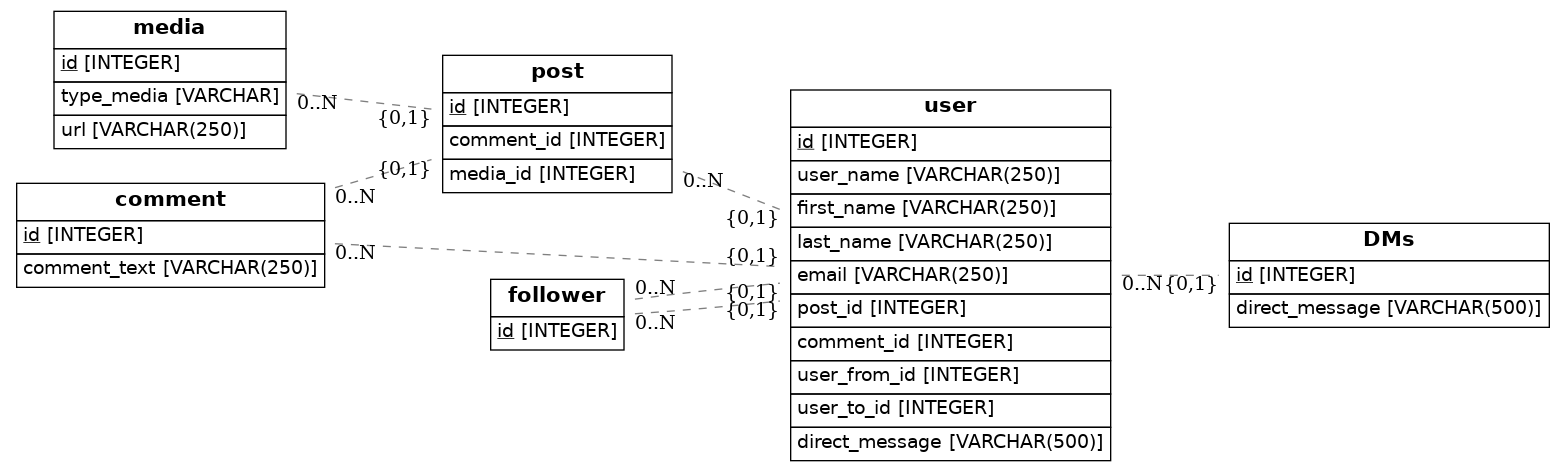 media
id [INTEGER]
type_media [VARCHAR]
url [VARCHAR(250)]
0..N
{0,1}
post
id [INTEGER]
comment_id [INTEGER]
media_id [INTEGER]
comment
id [INTEGER]
comment_text [VARCHAR(250)]
0..N
{0,1}
0..N
{0,1}
0..N
{0,1}
follower
id [INTEGER]
0..N
{0,1}
0..N
{0,1}
user
id [INTEGER]
user_name [VARCHAR(250)]
first_name [VARCHAR(250)]
last_name [VARCHAR(250)]
email [VARCHAR(250)]
post_id [INTEGER]
comment_id [INTEGER]
user_from_id [INTEGER]
user_to_id [INTEGER]
direct_message [VARCHAR(500)]
0..N
{0,1}
DMs
id [INTEGER]
direct_message [VARCHAR(500)]